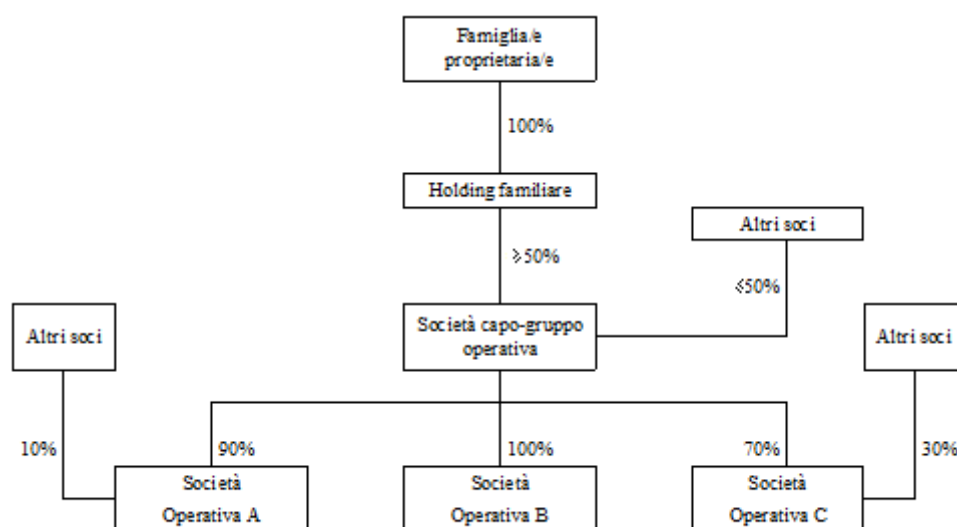 Famiglia/e
proprietaria/e
100%
Holding familiare
Altri soci
≥50%
≤50%
Altri soci
Società capo-gruppo
operativa
Altri soci
10%
90%
100%
70%
30%
Società
Operativa A
Società
Operativa B
Società
Operativa C